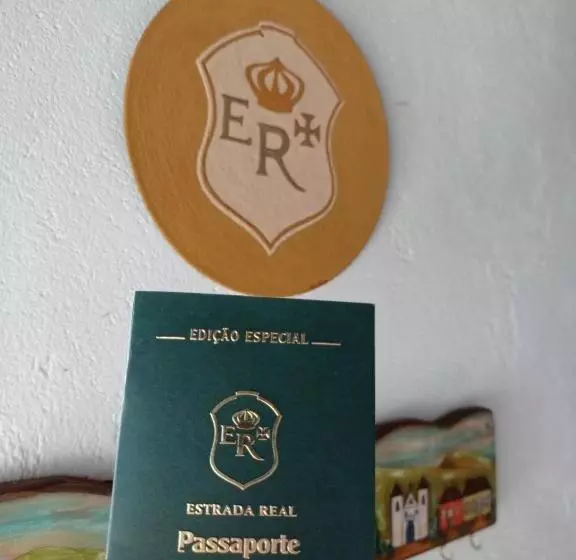 ER
EDIÇÃO ESPECIAL
ER
ESTRADA REAL
Passaporte